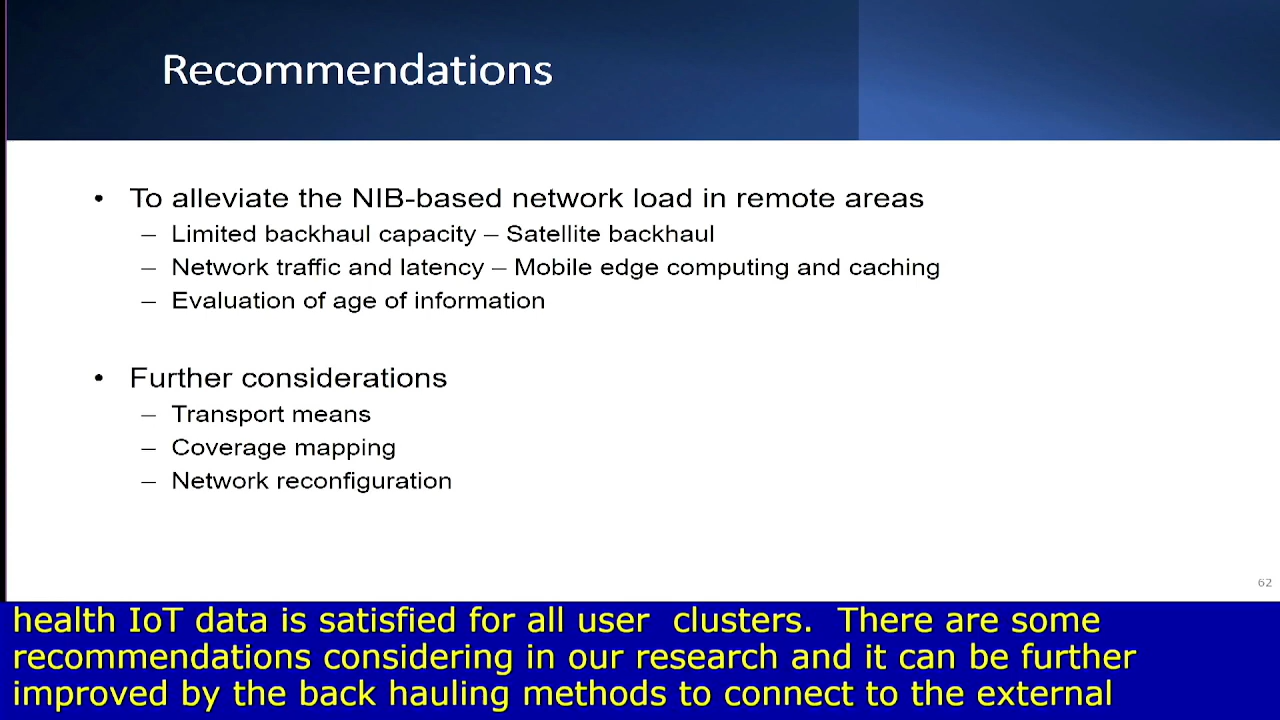 Recommendations
• To alleviate the NIB-based network load in remote areas
– Limited backhaul capacity – Satellite backhaul
– Network traffic and latency – Mobile edge computing and caching
– Evaluation of age of information
• Further considerations
– Transport means
– Coverage mapping
– Network reconfiguration
62
health IoT data is satisfied for all user clusters. There are some
recommendations considering in our research and it can be further
improved by the back hauling methods to connect to the external